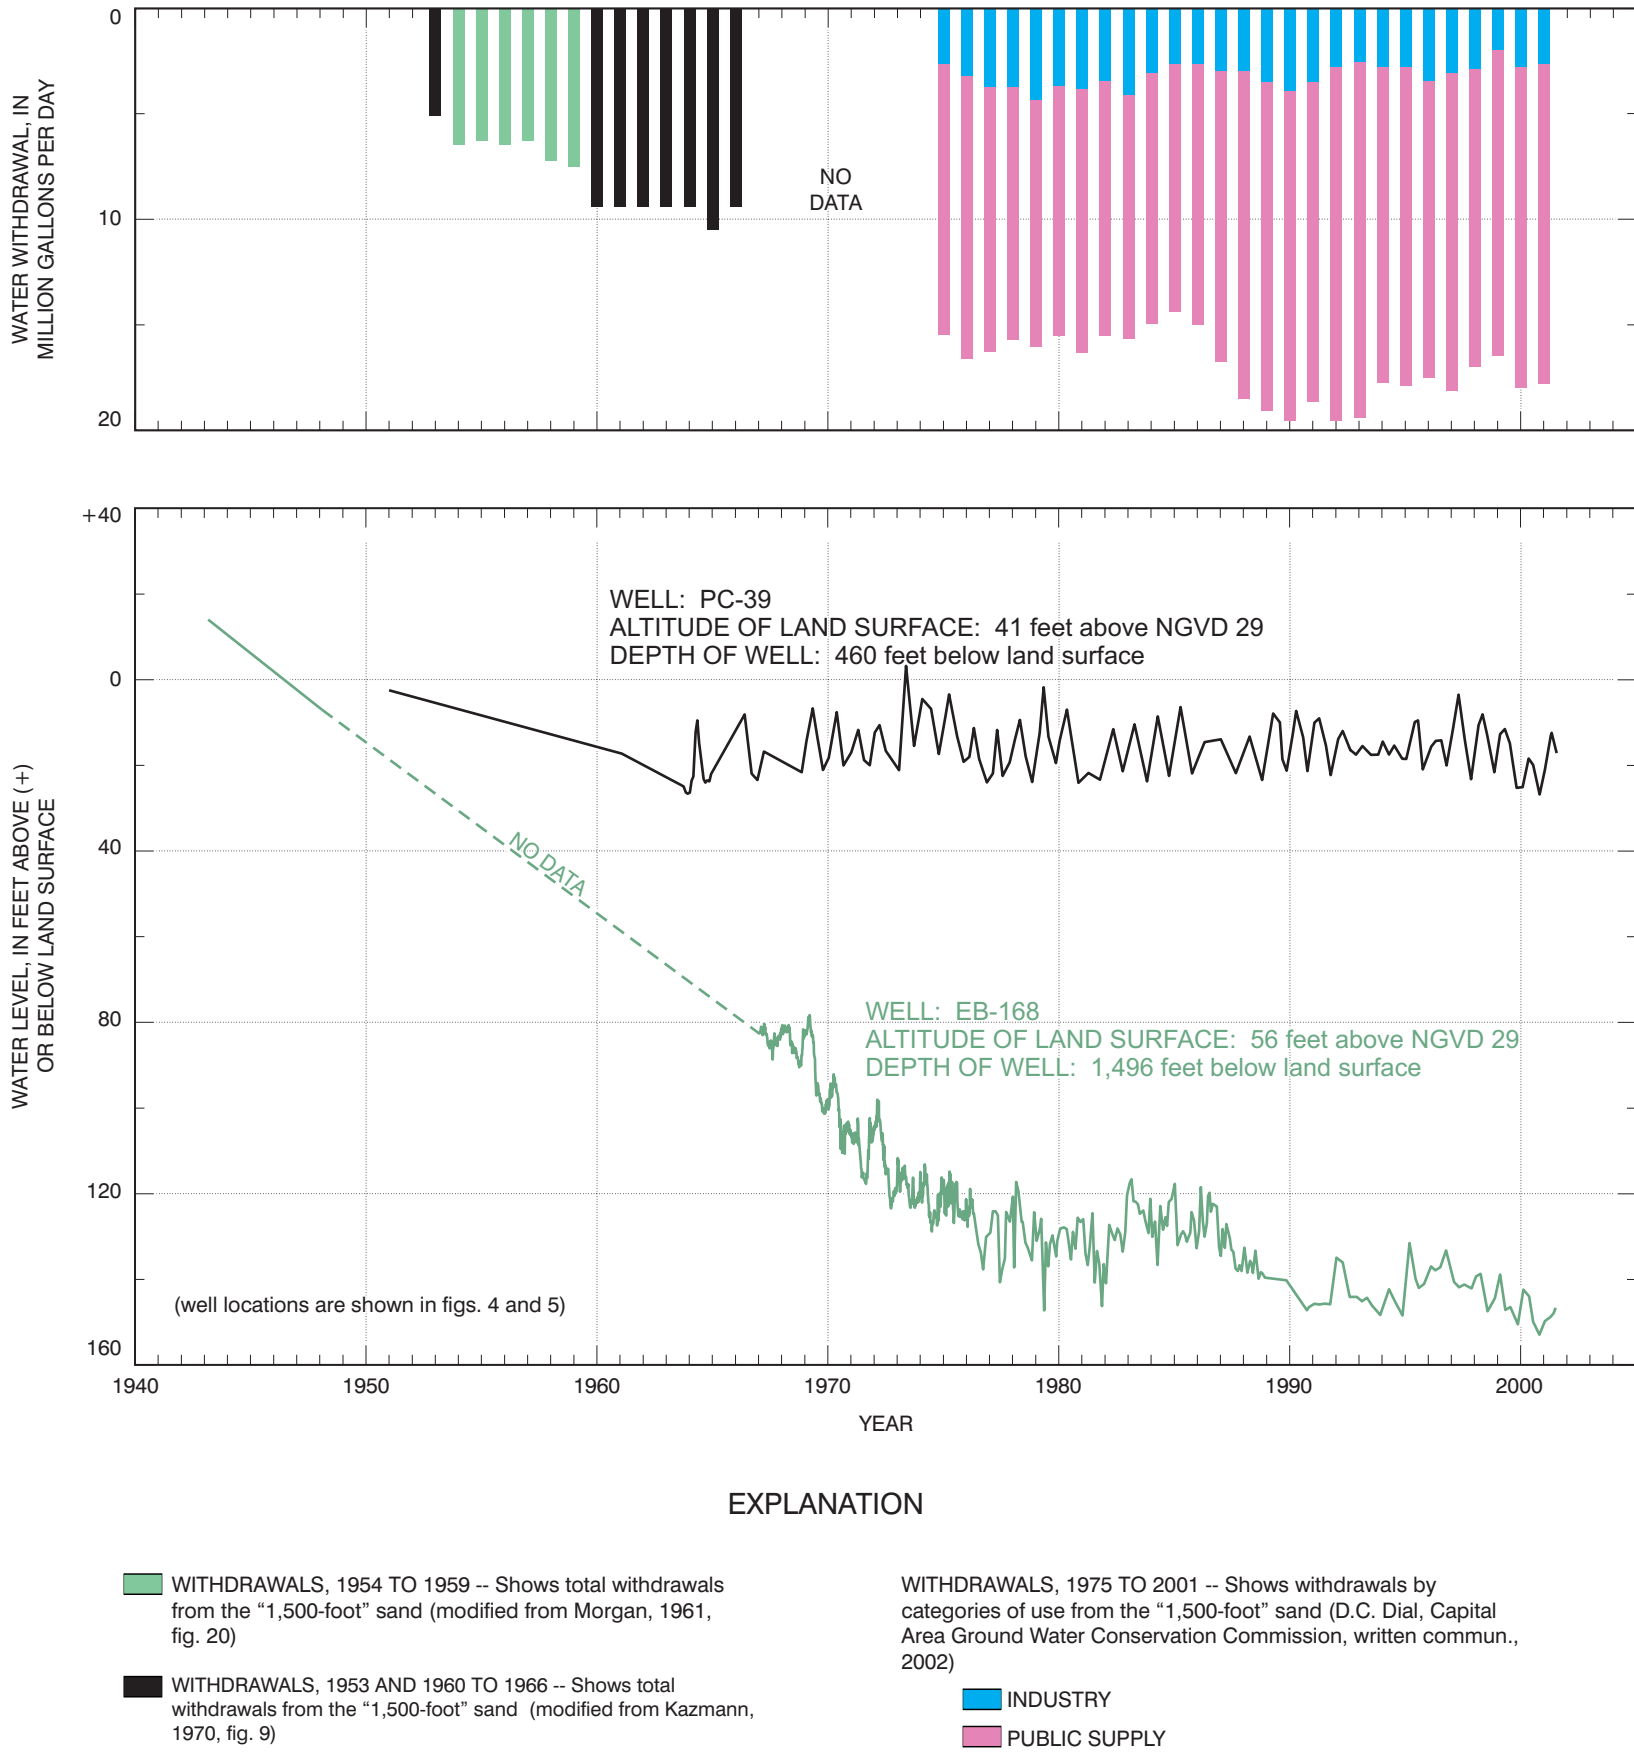 0
10
20
WATER WITHDRAWAL, IN
MILLION GALLONS PER DAY
NO
DATA
+40
0
40
80
120
160
WATER LEVEL, IN FEET ABOVE (+)
OR BELOW LAND SURFACE
WELL: PC-39
ALTITUDE OF LAND SURFACE: 41 feet above NGVD 29
DEPTH OF WELL: 460 feet below land surface
NO DATA
WELL: EB-168
ALTITUDE OF LAND SURFACE: 56 feet above NGVD 29
DEPTH OF WELL: 1,496 feet below land surface
(well locations are shown in figs. 4 and 5)
1940 1950 1960 1970 1980 1990 2000
YEAR
EXPLANATION
WITHDRAWALS, 1954 TO 1959 -- Shows total withdrawals
from the “1,500-foot” sand (modified from Morgan, 1961,
fig. 20)
WITHDRAWALS, 1953 AND 1960 TO 1966 -- Shows total
withdrawals from the “1,500-foot” sand (modified from Kazmann,
1970, fig. 9)
WITHDRAWALS, 1975 TO 2001 -- Shows withdrawals by
categories of use from the “1,500-foot” sand (D.C. Dial, Capital
Area Ground Water Conservation Commission, written commun.,
2002)
INDUSTRY
PUBLIC SUPPLY